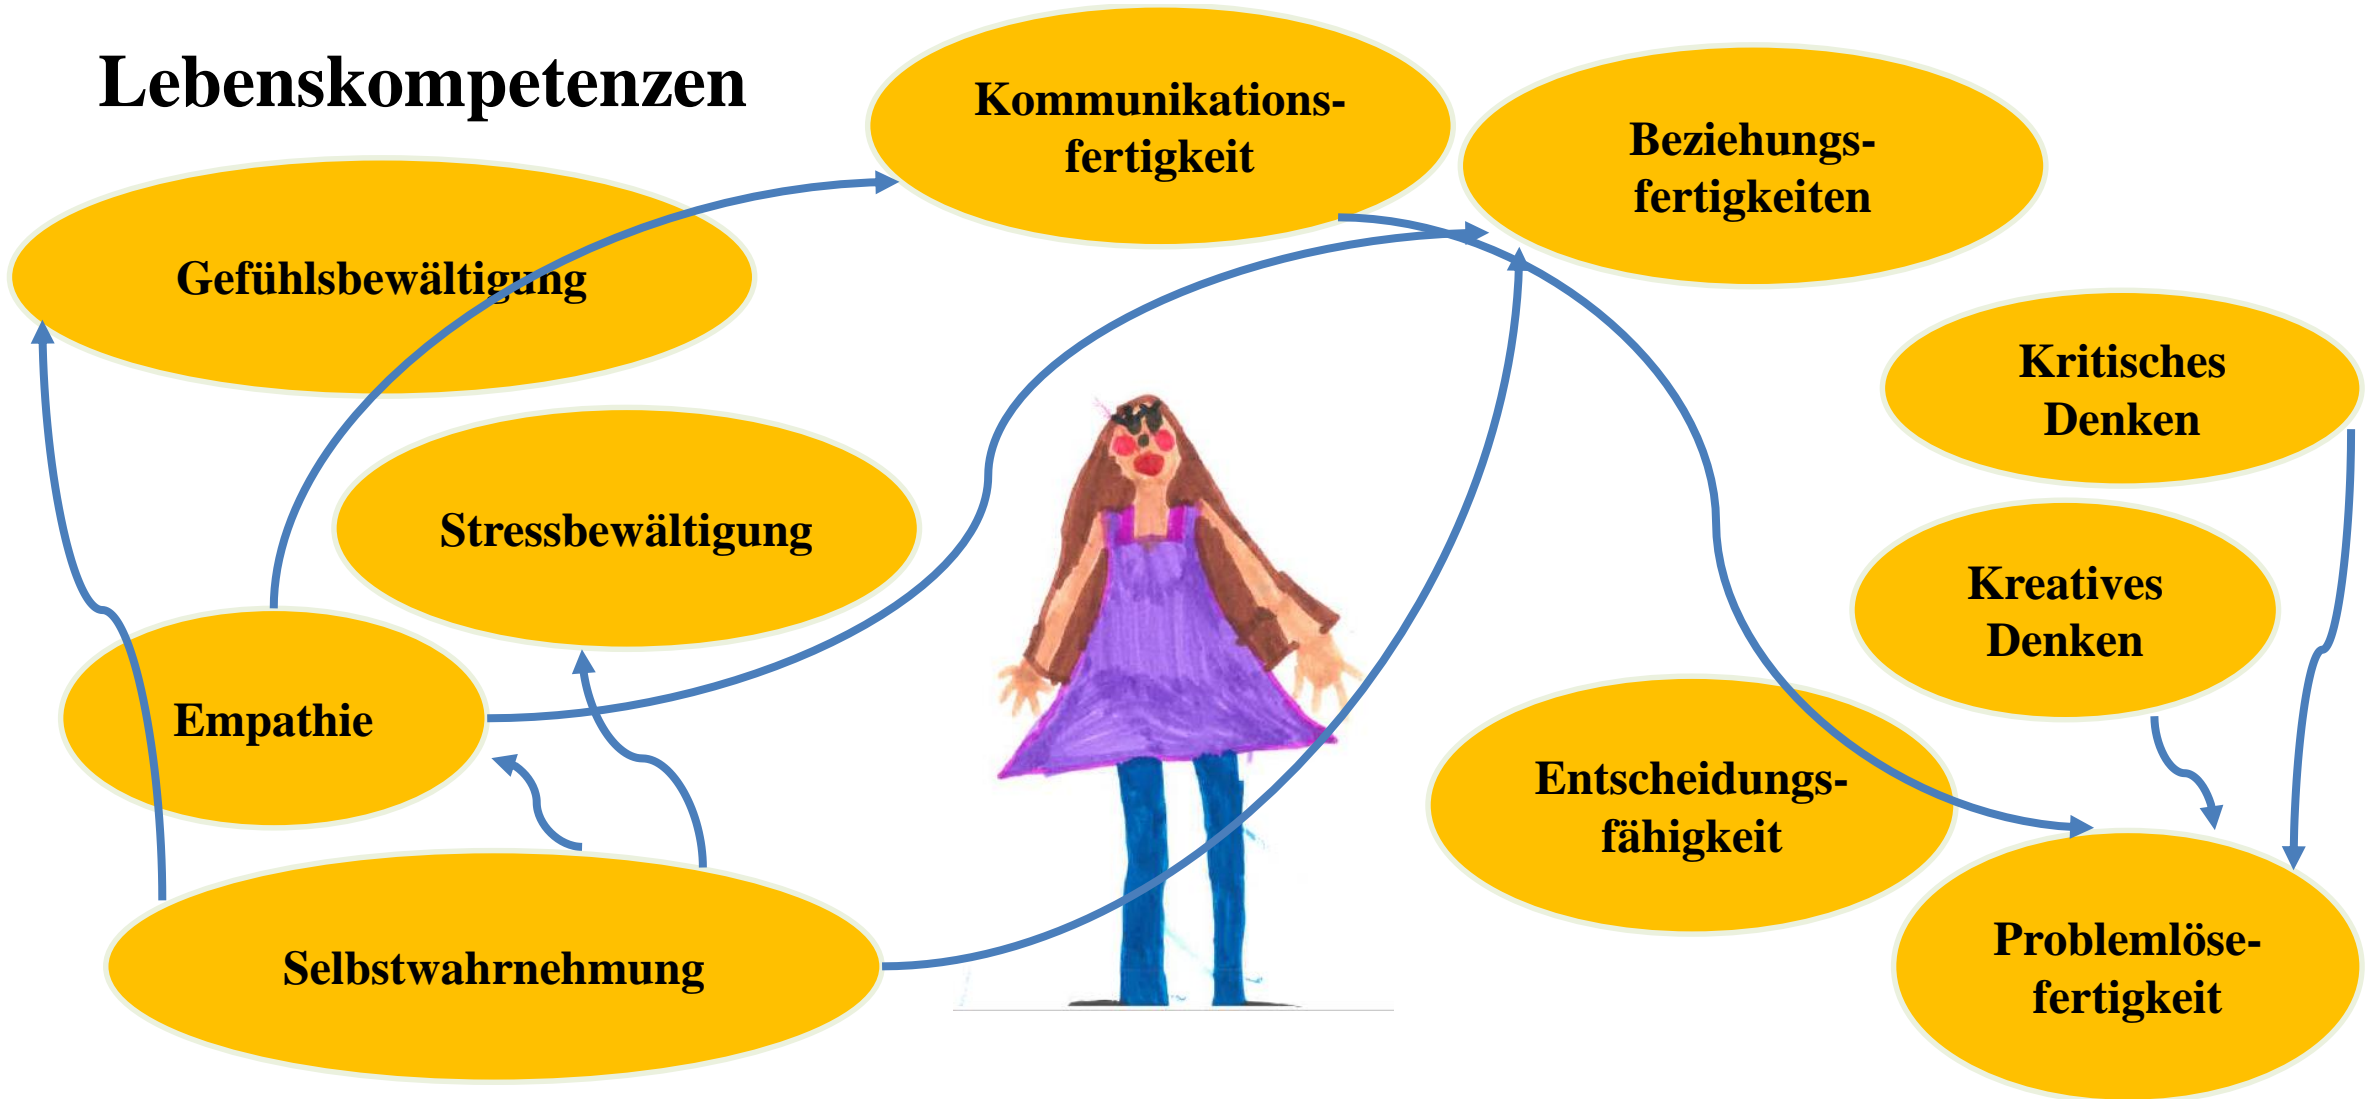 Lebenskompetenzen
Kommunikations-
fertigkeit
Beziehungs-
fertigkeiten
Gefühlsbewältigung
Kritisches
Denken
Stressbewältigung
Kreatives
Denken
Empathie
Entscheidungs-
fähigkeit
Selbstwahrnehmung
Problemlöse-
fertigkeit